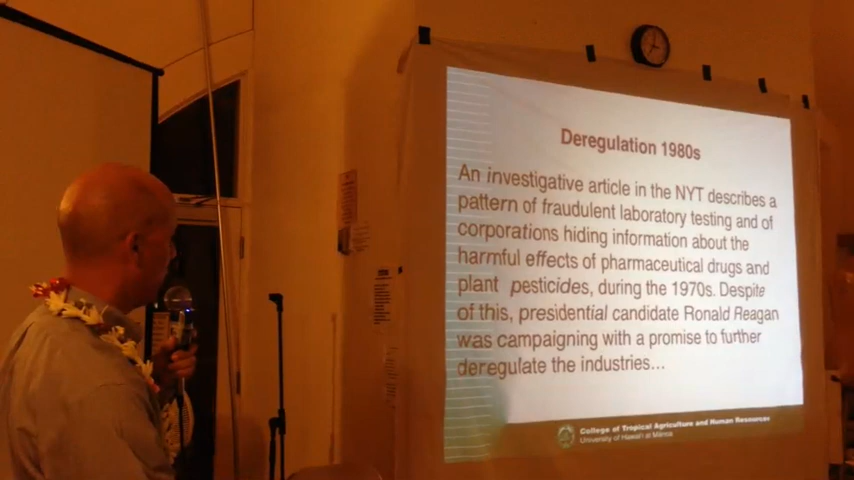 Deregulation 1980s
An investigative article in the NYT describes a
pattern of fraudulent laboratory testing and of
corporations hiding information about the
harmful effects of pharmaceutical drugs and
plant pesticides, during the 1970s. Despite
of this, presidential candidate Ronald Reagan
was campaigning with a promise to further
deregulate the industries...
College of Tropical Agriculture and Human Resources
University of Hawai'i at Mānoa